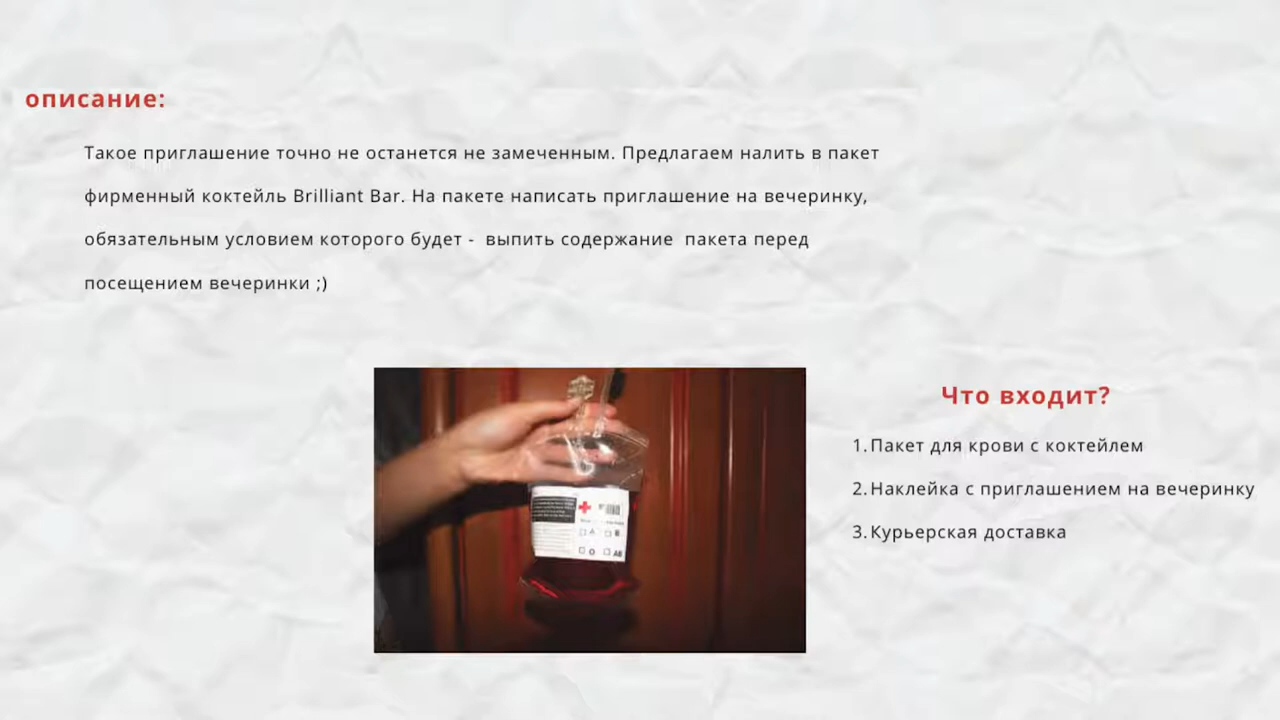 описание:
Такое приглашение точно не останется не замеченным. Предлагаем налить в пакет
фирменный коктейль Brilliant Bar. На пакете написать приглашение на вечеринку,
обязательным условием которого будет -  выпить содержание  пакета перед
посещением вечеринки ;)
Что входит?
1. Пакет для крови с коктейлем
2. Наклейка с приглашением на вечеринку
3. Курьерская доставка
A B
O AB